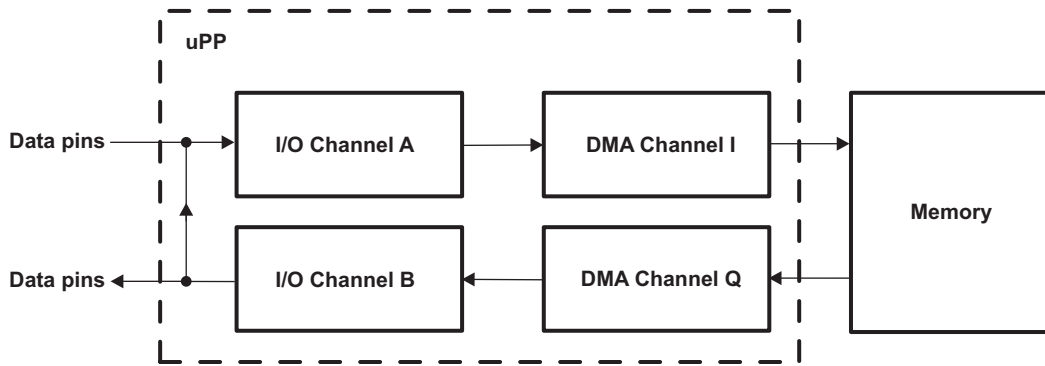 uPP
Data pins
I/O Channel A
DMA Channel I
Memory
Data pins
I/O Channel B
DMA Channel Q